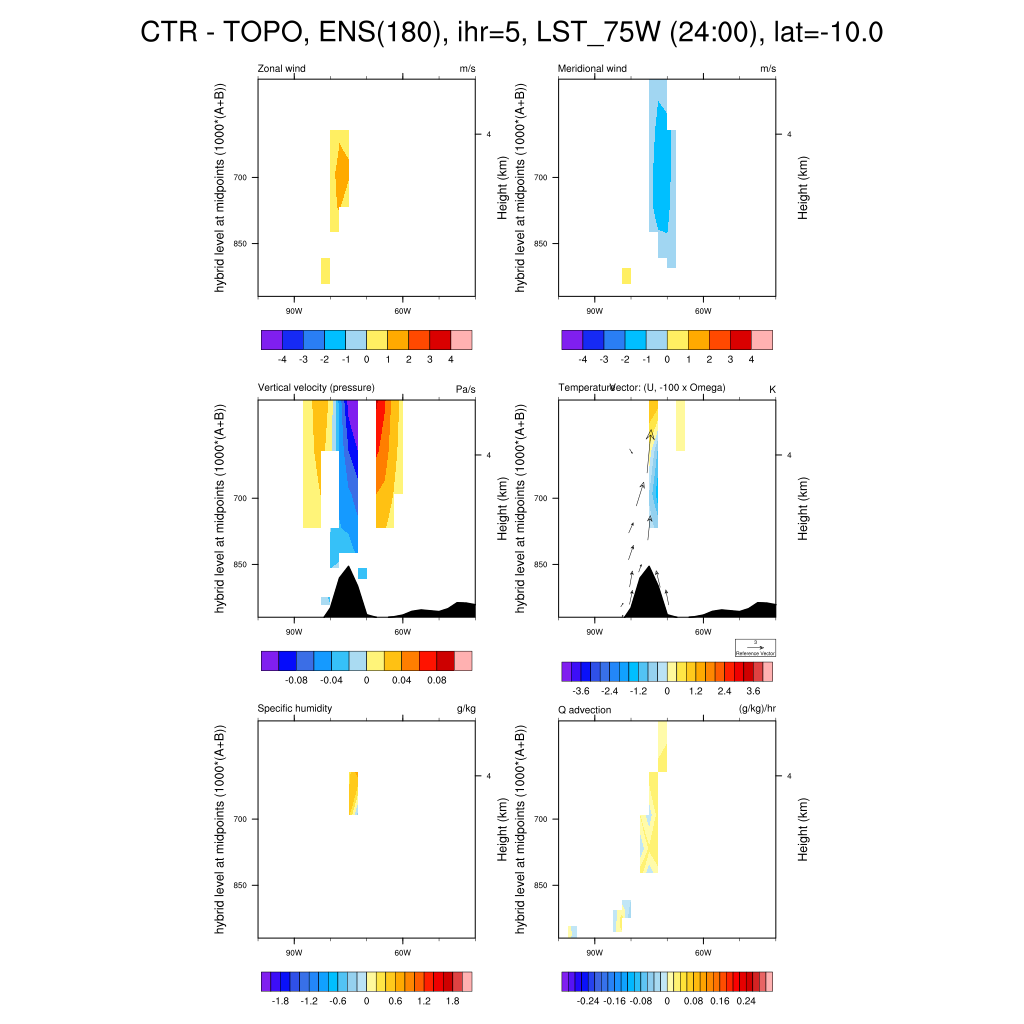 CTR - TOPO, ENS(180), ihr=5, LST_75W (24:00), lat=-10.0
Zonal wind m/s
hybrid level at midpoints (1000*(A+B))
700
850
4
Height (km)
90W 60W
-4 -3 -2 -1 0 1 2 3 4
Meridional wind m/s
hybrid level at midpoints (1000*(A+B))
700
850
4
Height (km)
90W 60W
-4 -3 -2 -1 0 1 2 3 4
Vertical velocity (pressure) Pa/s
hybrid level at midpoints (1000*(A+B))
700
850
4
Height (km)
90W 60W
-0.08 -0.04 0 0.04 0.08
Temperature Vector: (U, -100 x Omega) K
hybrid level at midpoints (1000*(A+B))
700
850
4
Height (km)
90W 60W
3
Reference Vector
-3.6 -2.4 -1.2 0 1.2 2.4 3.6
Specific humidity g/kg
hybrid level at midpoints (1000*(A+B))
700
850
4
Height (km)
90W 60W
-1.8 -1.2 -0.6 0 0.6 1.2 1.8
Q advection (g/kg)/hr
hybrid level at midpoints (1000*(A+B))
700
850
4
Height (km)
90W 60W
-0.24 -0.16 -0.08 0 0.08 0.16 0.24